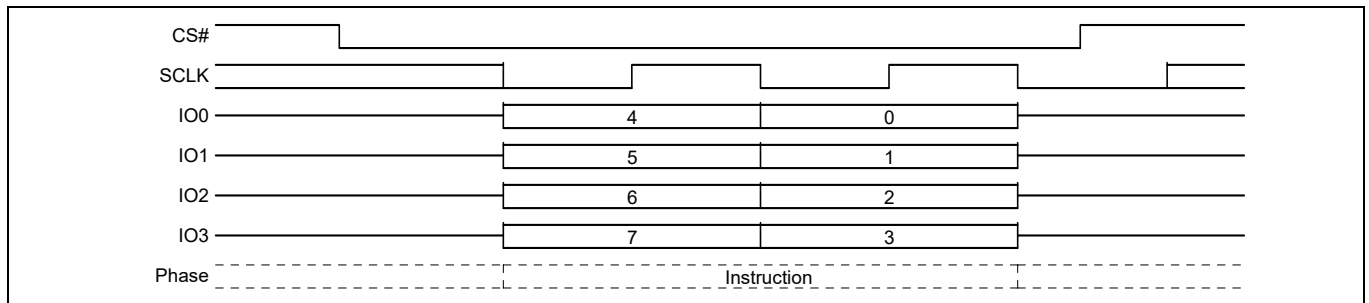 CS#
SCLK
IO0 4 0
IO1 5 1
IO2 6 2
IO3 7 3
Phase Instruction